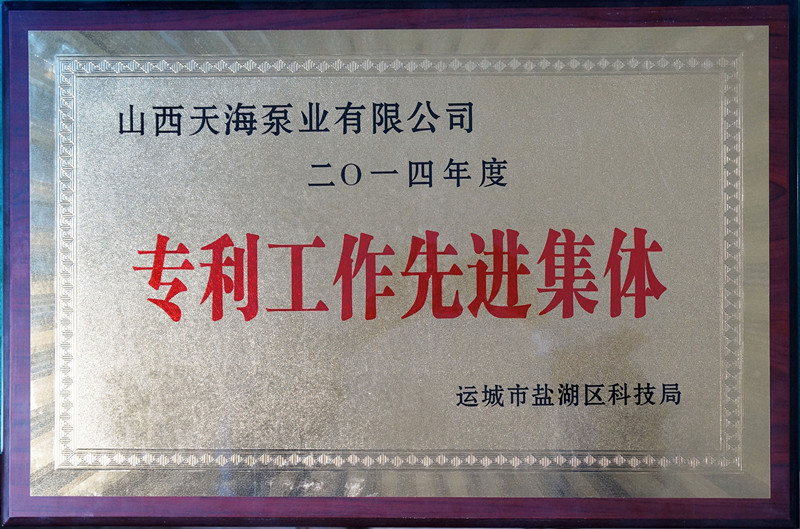 山西天海泵业有限公司
二〇一四年度
专利工作先进集体
运城市盐湖区科技局